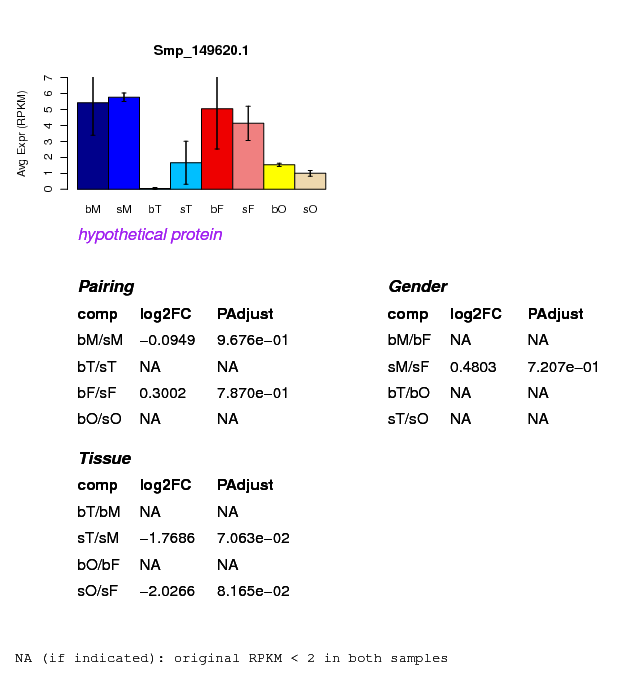 Smp_149620.1
Avg Expr (RPKM)
0 1 2 3 4 5 6 7
bM sM bT sT bF sF bO sO
hypothetical protein
Pairing
comp log2FC PAdjust
bM/sM −0.0949 9.676e−01
bT/sT NA NA
bF/sF 0.3002 7.870e−01
bO/sO NA NA
Gender
comp log2FC PAdjust
bM/bF NA NA
sM/sF 0.4803 7.207e−01
bT/bO NA NA
sT/sO NA NA
Tissue
comp log2FC PAdjust
bT/bM NA NA
sT/sM −1.7686 7.063e−02
bO/bF NA NA
sO/sF −2.0266 8.165e−02
NA (if indicated): original RPKM < 2 in both samples